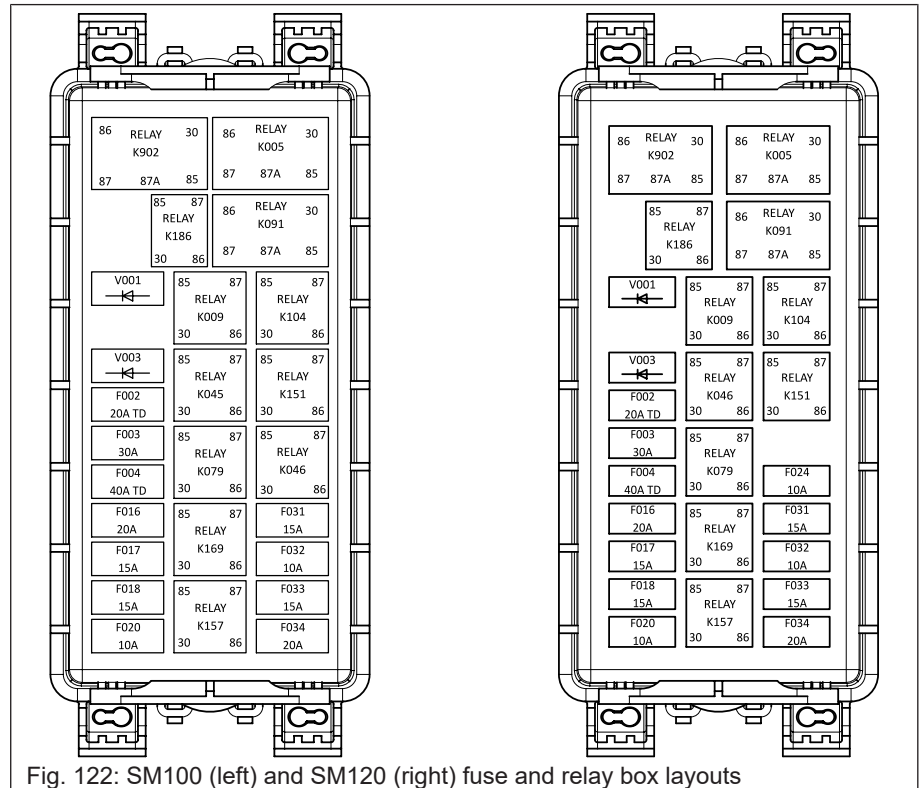 86 RELAY 30
K902
87 87A 85
86 RELAY 30
K005
87 87A 85
85 87
RELAY
K186
30 86
86 RELAY 30
K091
87 87A 85
V001
85 87
RELAY
K009
30 86
85 87
RELAY
K104
30 86
V003
F002
20A TD
85 87
RELAY
K045
30 86
85 87
RELAY
K151
30 86
F003
30A
F004
40A TD
85 87
RELAY
K079
30 86
85 87
RELAY
K046
30 86
F016
20A
F017
15A
85 87
RELAY
K169
30 86
F031
15A
F032
10A
F018
15A
F020
10A
85 87
RELAY
K157
30 86
F033
15A
F034
20A
86 RELAY 30
K902
87 87A 85
86 RELAY 30
K005
87 87A 85
85 87
RELAY
K186
30 86
86 RELAY 30
K091
87 87A 85
V001
85 87
RELAY
K009
30 86
85 87
RELAY
K104
30 86
V003
F002
20A TD
85 87
RELAY
K046
30 86
85 87
RELAY
K151
30 86
F003
30A
F004
40A TD
85 87
RELAY
K079
30 86
F024
10A
F016
20A
F017
15A
85 87
RELAY
K169
30 86
F031
15A
F032
10A
F018
15A
F020
10A
85 87
RELAY
K157
30 86
F033
15A
F034
20A
Fig. 122: SM100 (left) and SM120 (right) fuse and relay box layouts